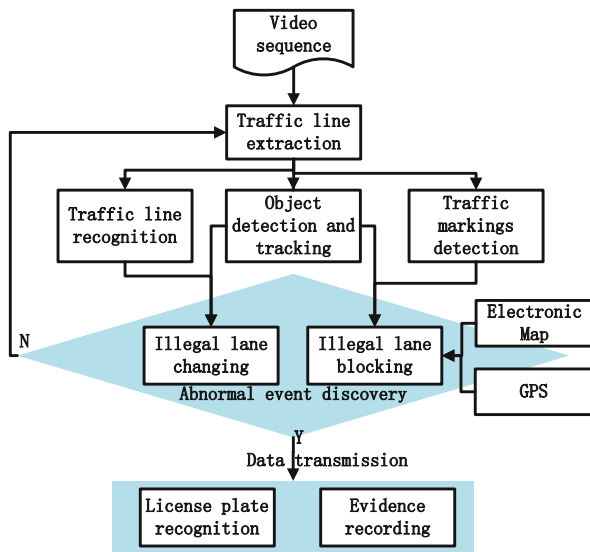 Video
sequence
Traffic line
extraction
Traffic line
recognition
Object
detection and
tracking
Traffic
markings
detection
N
Illegal lane
changing
Illegal lane
blocking
Electronic
Map
GPS
Abnormal event discovery
Y
Data transmission
License plate
recognition
Evidence
recording